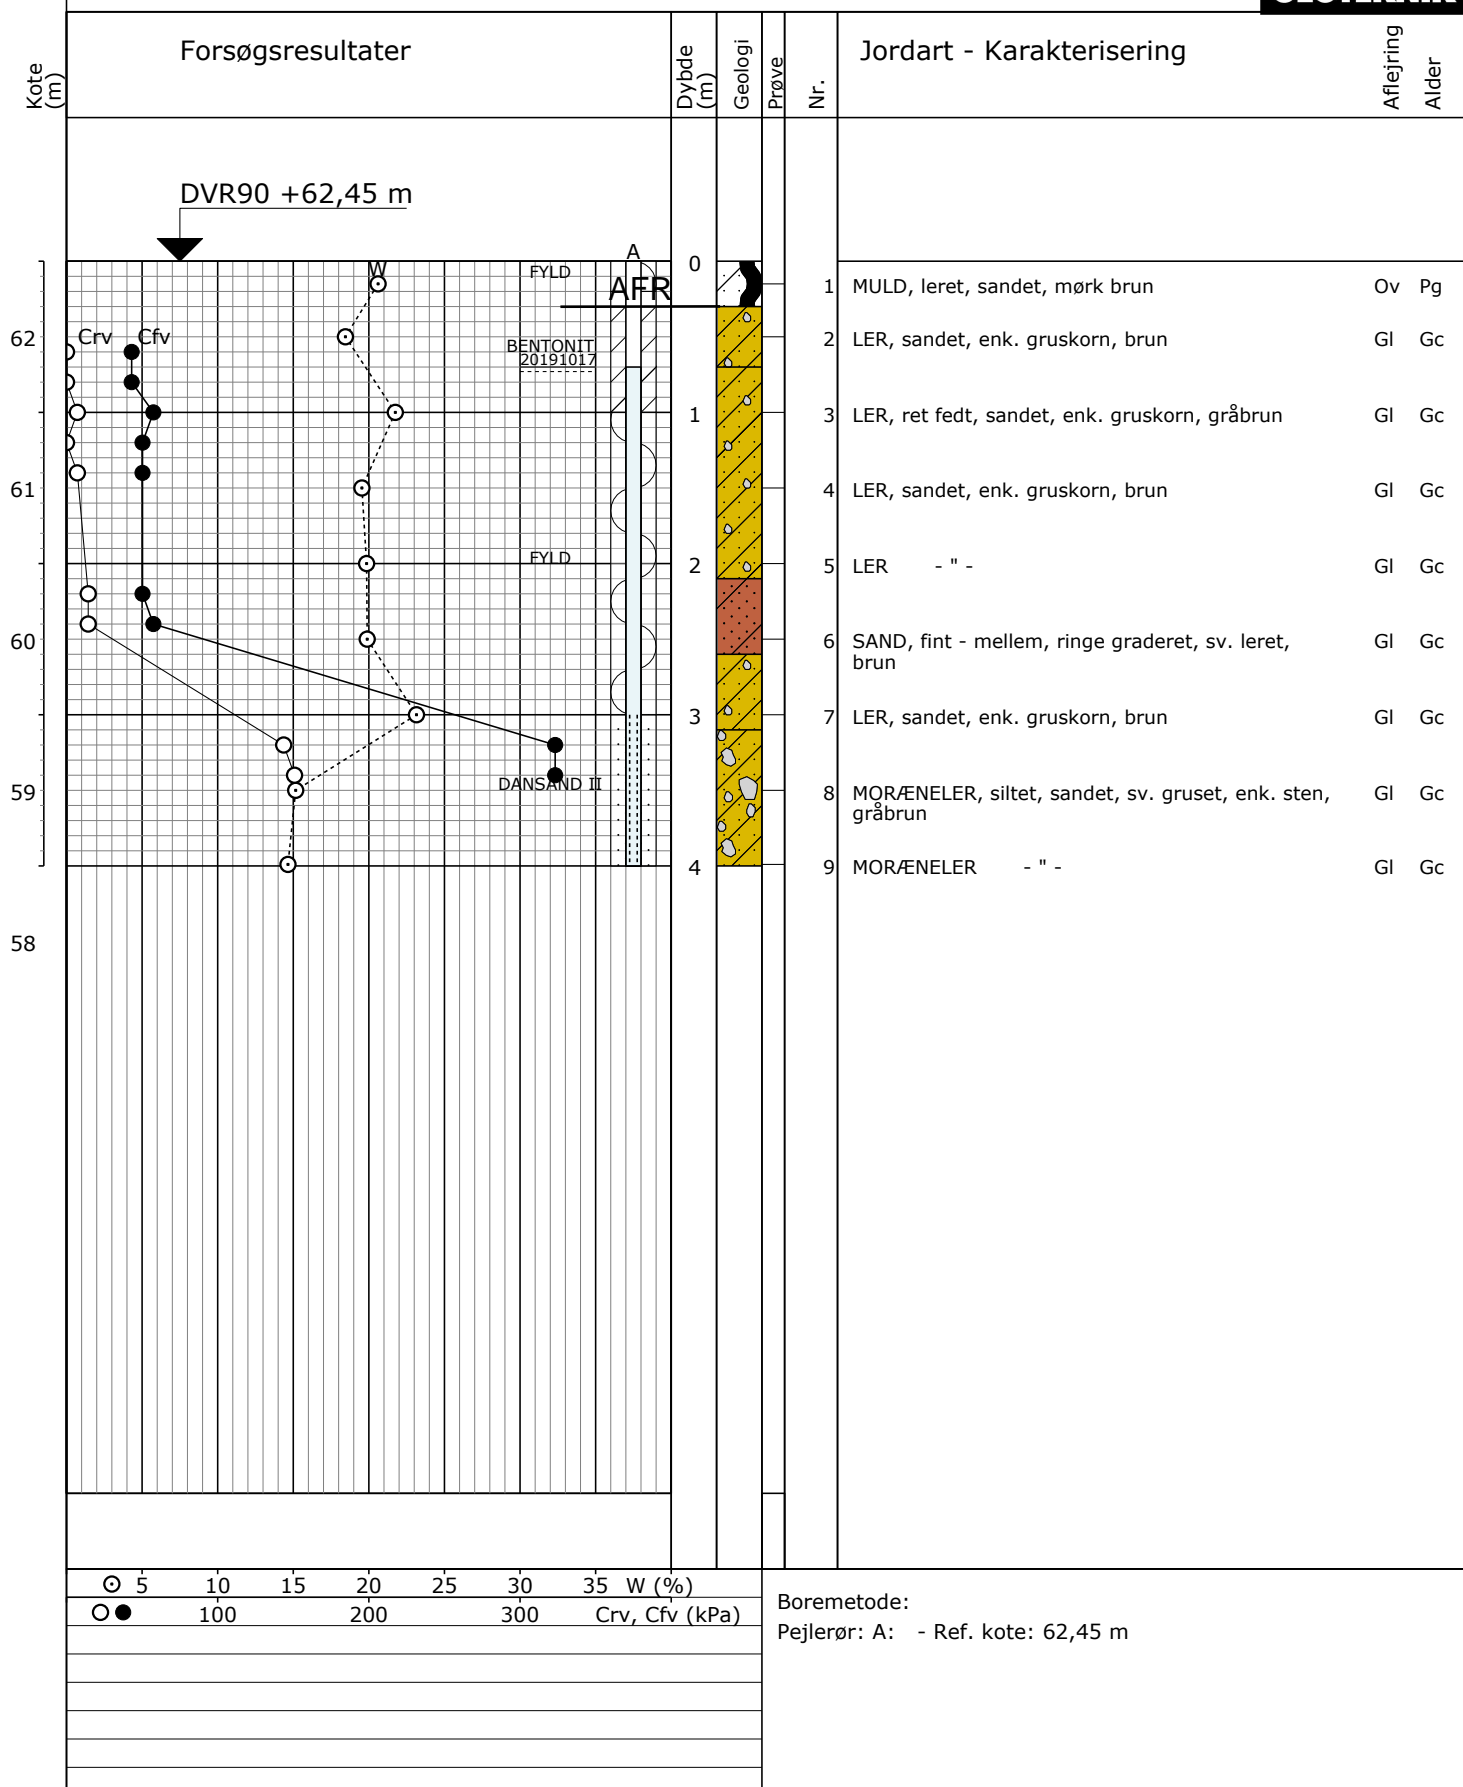 Kote (m)
Forsøgsresultater
Dybde (m)
Geologi
Prøve
Nr.
Jordart - Karakterisering
Aflejring
Alder
DVR90 +62,45 m
A
W
FYLD
0
AFR
1 MULD, leret, sandet, mørk brun Ov Pg
62
Crv Cfv
2 LER, sandet, enk. gruskorn, brun Gl Gc
BENTONIT
20191017
1
3 LER, ret fedt, sandet, enk. gruskorn, gråbrun Gl Gc
61
4 LER, sandet, enk. gruskorn, brun Gl Gc
FYLD
2
5 LER - " - Gl Gc
60
6 SAND, fint - mellem, ringe graderet, sv. leret, Gl Gc
brun
3
7 LER, sandet, enk. gruskorn, brun Gl Gc
DANSAND II
59
8 MORÆNELER, siltet, sandet, sv. gruset, enk. sten, Gl Gc
gråbrun
4
9 MORÆNELER - " - Gl Gc
58
5 10 15 20 25 30 35 W (%)
100 200 300 Crv, Cfv (kPa)
Boremetode:
Pejlerør: A: - Ref. kote: 62,45 m